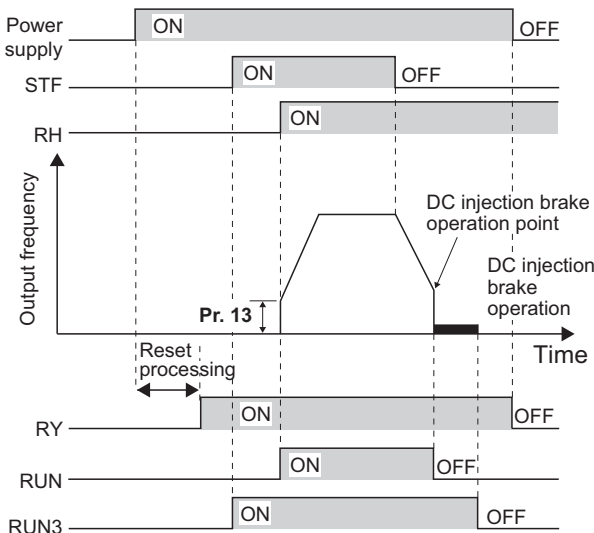 Power
supply
ON
OFF
STF
ON
OFF
RH
ON
Output frequency
DC injection brake
operation point
DC injection
brake
operation
Pr. 13
Time
Reset
processing
RY
ON
OFF
RUN
ON
OFF
RUN3
ON
OFF